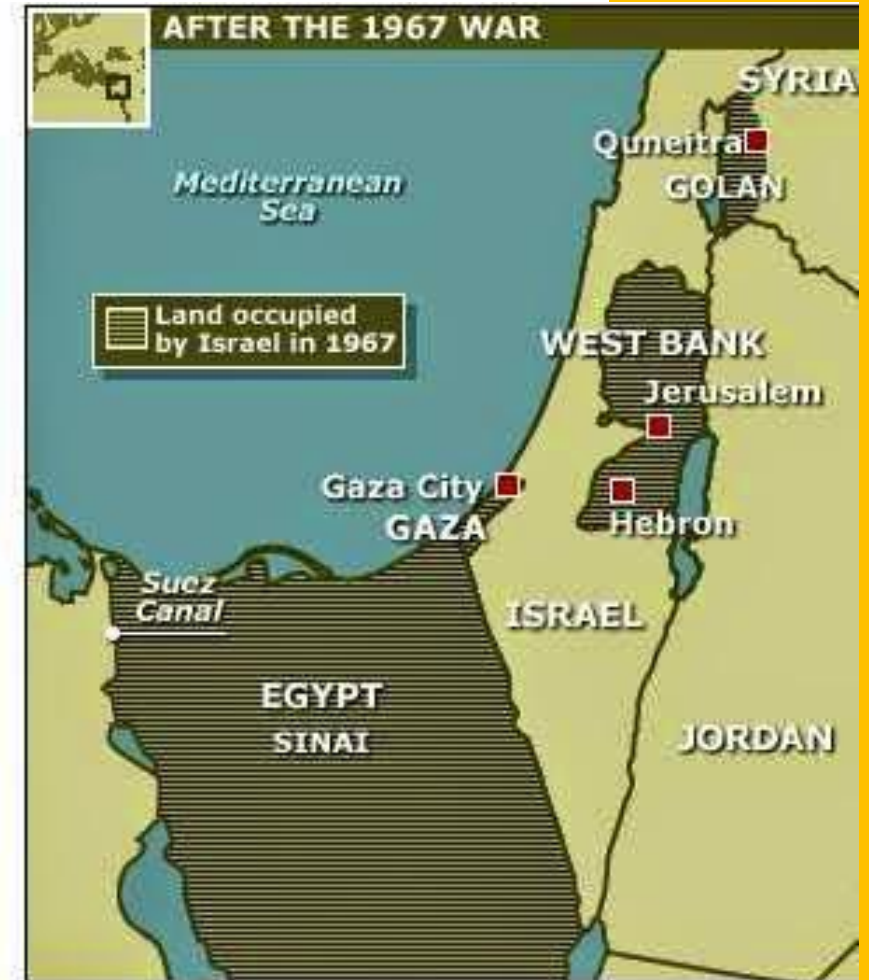 AFTER THE 1967 WAR
SYRIA
Quneitra
GOLAN
Mediterranean
Sea
Land occupied
by Israel in 1967
WEST BANK
Jerusalem
Gaza City
GAZA
Hebron
Suez
Canal
ISRAEL
EGYPT
SINAI
JORDAN